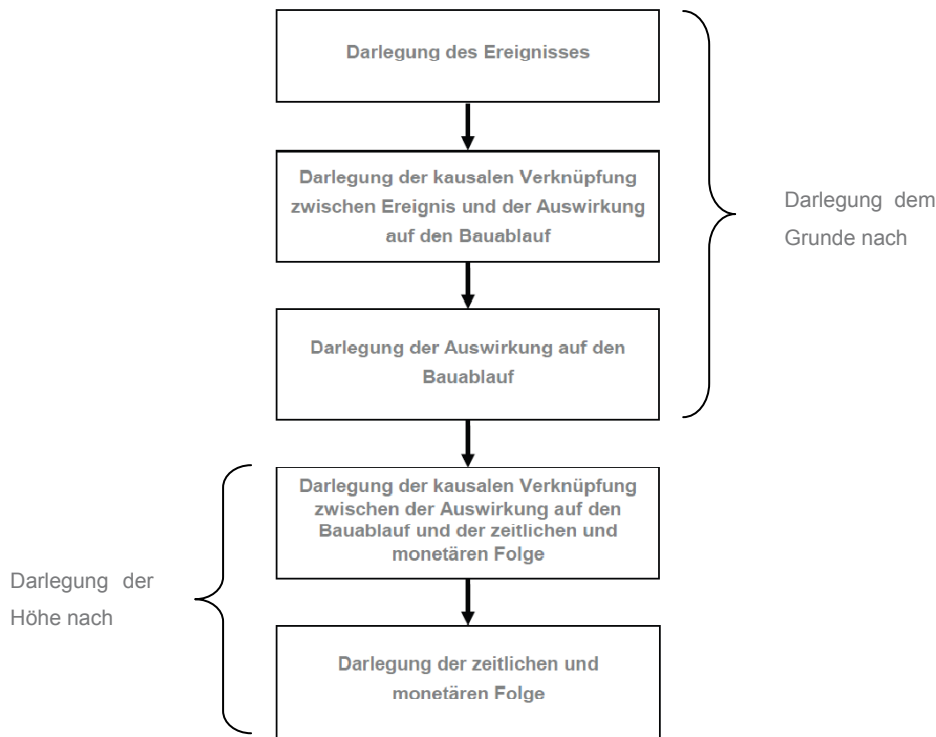 Darlegung des Ereignisses
Darlegung der kausalen Verknüpfung
zwischen Ereignis und der Auswirkung
auf den Bauablauf
Darlegung dem
Grunde nach
Darlegung der Auswirkung auf den
Bauablauf
Darlegung der kausalen Verknüpfung
zwischen der Auswirkung auf den
Bauablauf und der zeitlichen und
monetären Folge
Darlegung der
Höhe nach
Darlegung der zeitlichen und
monetären Folge